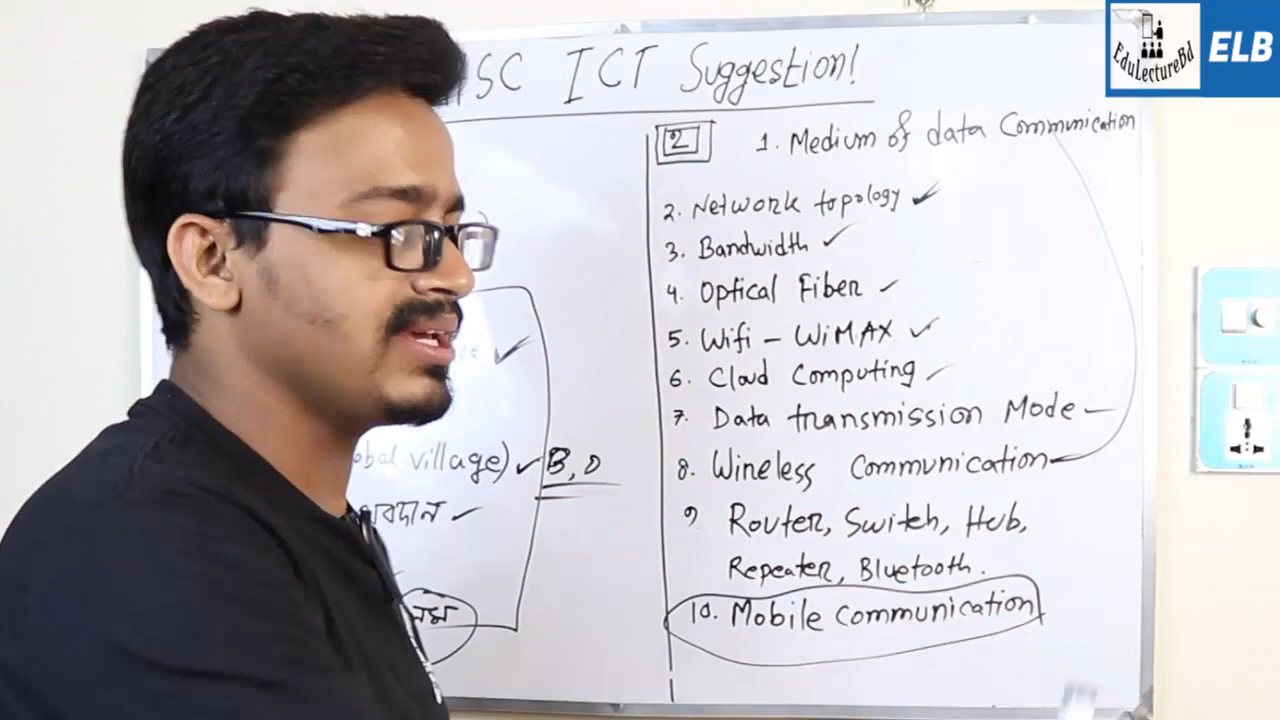 SC ICT Suggestion!
EduLectureBd
ELB
2
1. Medium of data Communication
2. Network topology
3. Bandwidth
4. Optical Fiber
5. Wifi - WiMAX
6. Cloud Computing
7. Data transmission Mode
8. Wireless Communication
9. Router, Switch, Hub,
Repeater, Bluetooth.
10. Mobile Communication
obal village) B, D